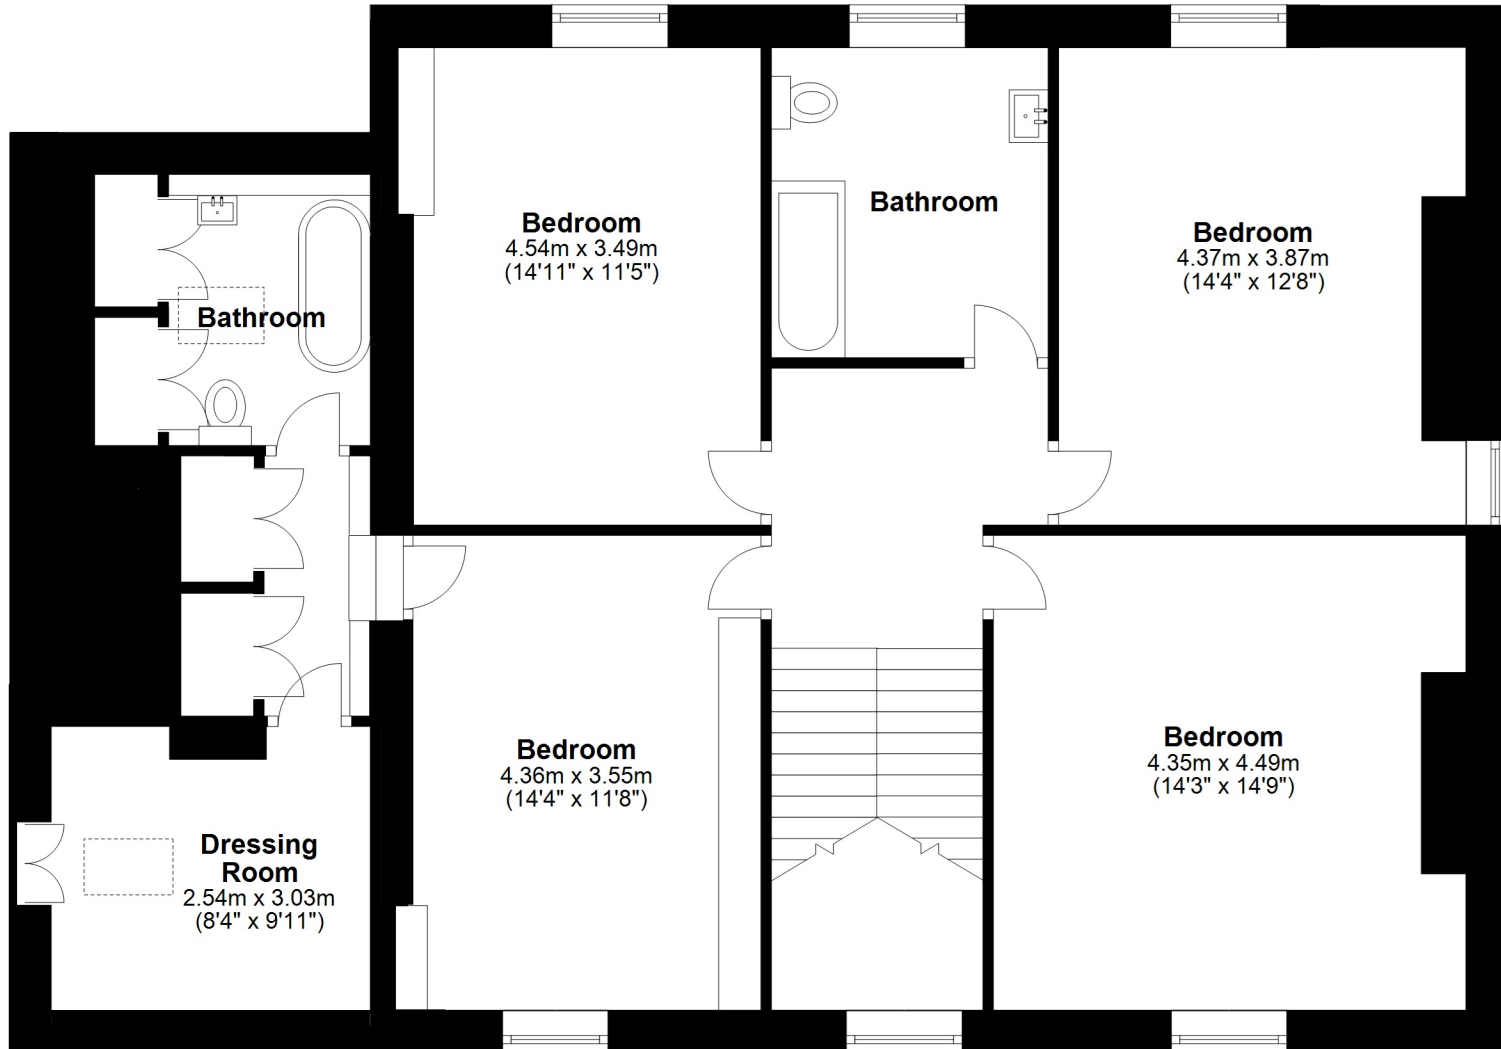 Bedroom
4.54m x 3.49m
(14'11" x 11'5")
Bathroom
Bedroom
4.37m x 3.87m
(14'4" x 12'8")
Bathroom
Bedroom
4.36m x 3.55m
(14'4" x 11'8")
Bedroom
4.35m x 4.49m
(14'3" x 14'9")
Dressing
Room
2.54m x 3.03m
(8'4" x 9'11")